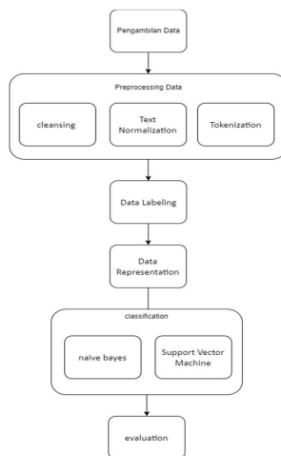 Pengambilan Data
Preprocessing Data
cleansing
Text
Normalization
Tokenization
Data Labeling
Data
Representation
classification
naive bayes
Support Vector
Machine
evaluation